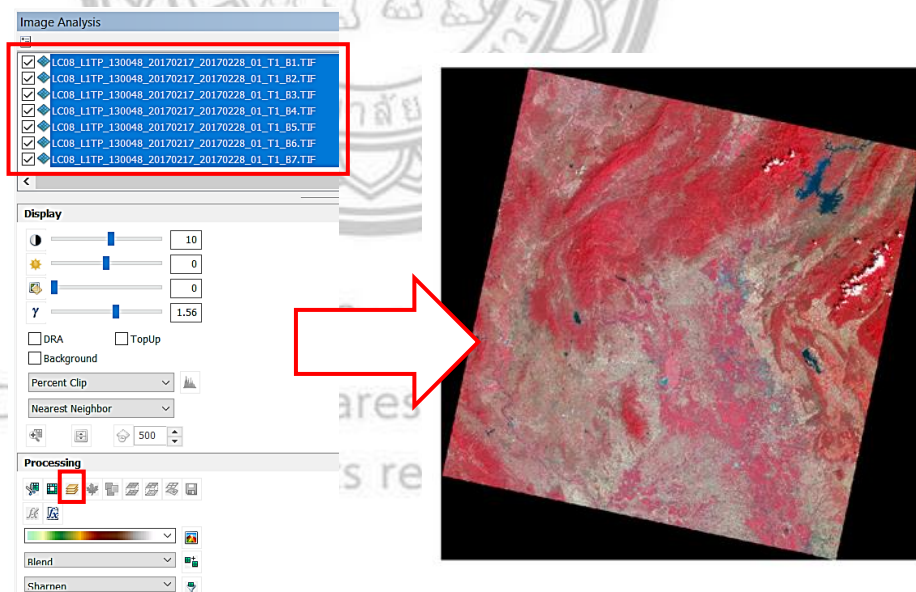 Image Analysis
LC08_L1TP_130048_20170217_20170228_01_T1_B1.TIF
LC08_L1TP_130048_20170217_20170228_01_T1_B2.TIF
LC08_L1TP_130048_20170217_20170228_01_T1_B3.TIF
LC08_L1TP_130048_20170217_20170228_01_T1_B4.TIF
LC08_L1TP_130048_20170217_20170228_01_T1_B5.TIF
LC08_L1TP_130048_20170217_20170228_01_T1_B6.TIF
LC08_L1TP_130048_20170217_20170228_01_T1_B7.TIF
Display
10
0
0
γ 1.56
DRA TopUp
Background
Percent Clip
Nearest Neighbor
500
Processing
Blend
Sharpen